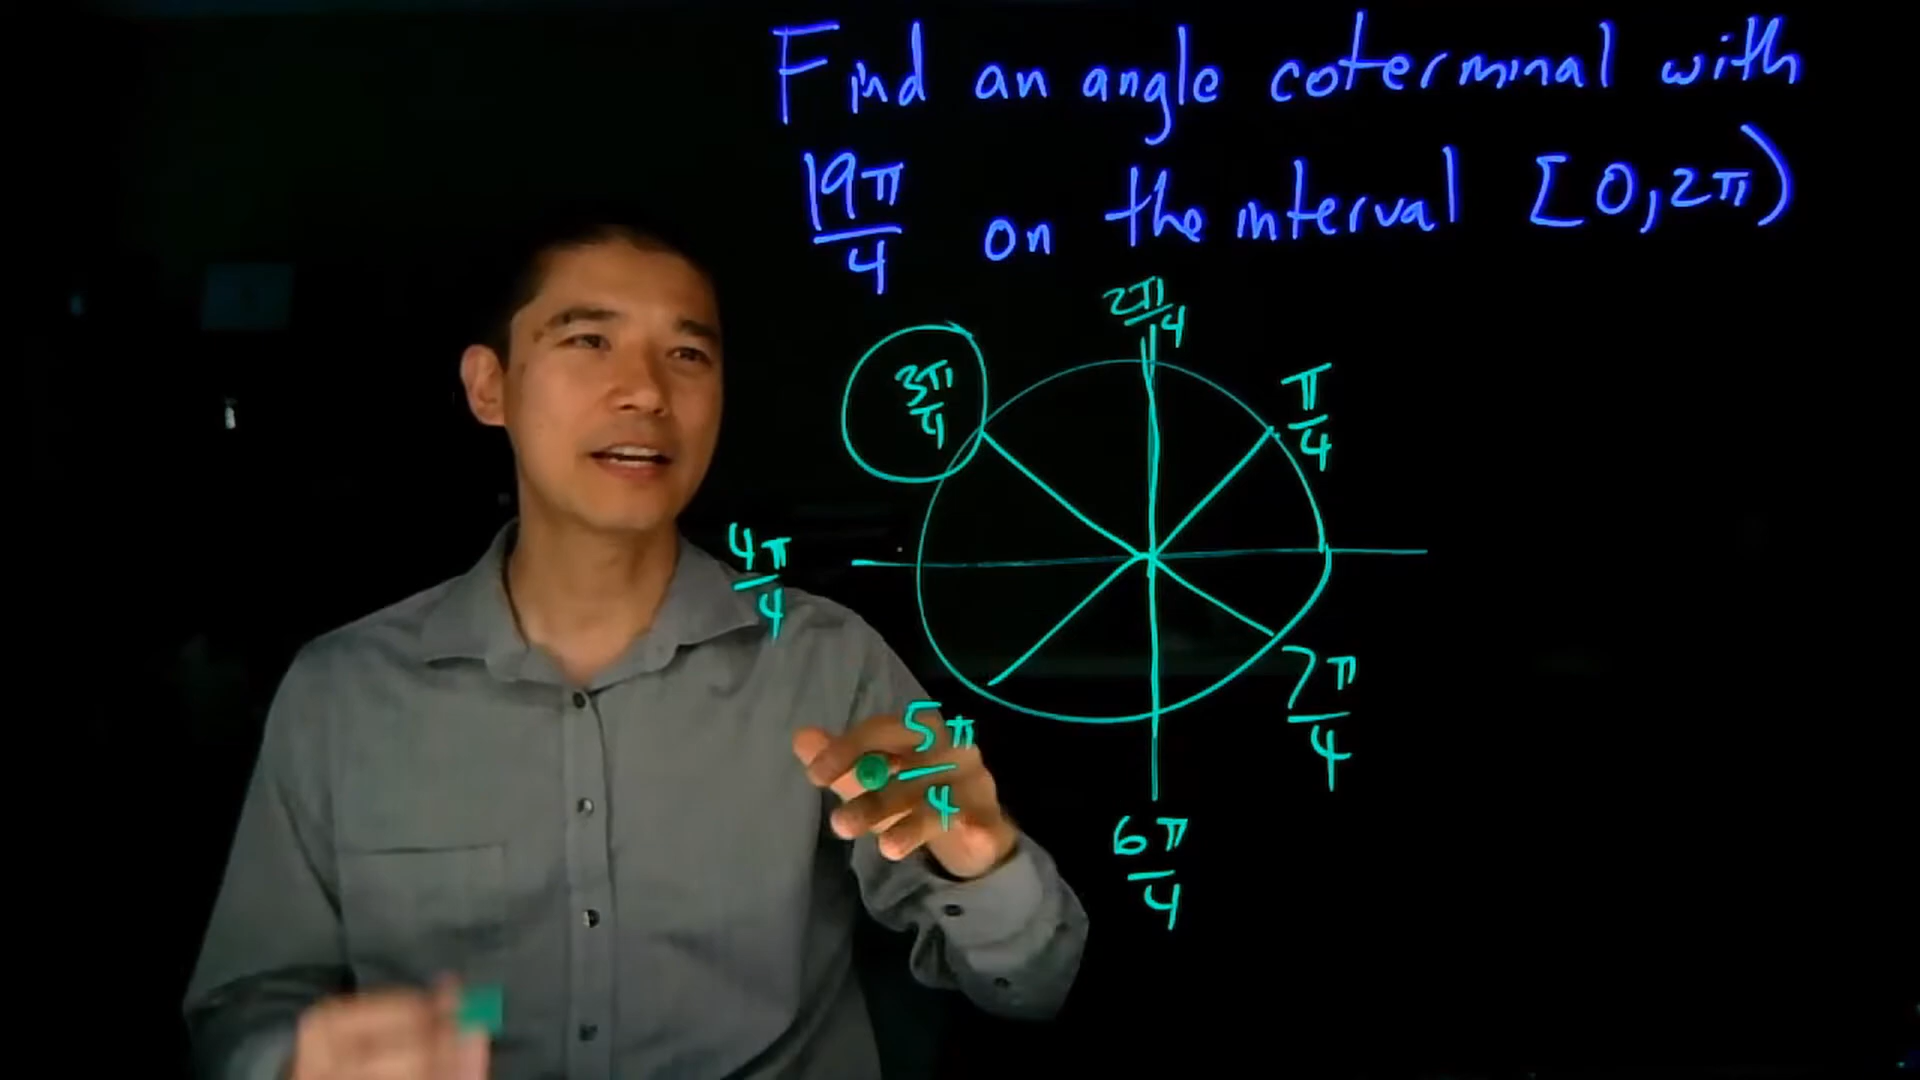 Find an angle coterminal with
19π/4 on the interval [0,2π)
2π/4
3π/4
π/4
4π/4
5π/4
7π/4
6π/4